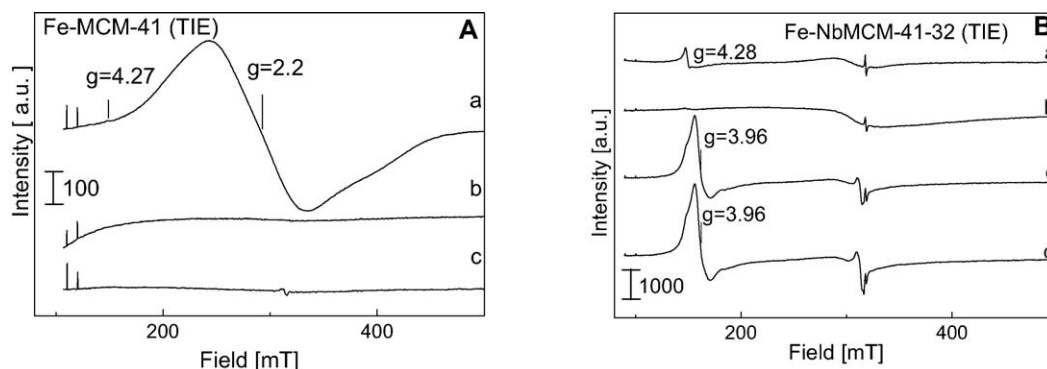 Fe-MCM-41 (TIE)
A
g=4.27
g=2.2
a
100
b
c
Intensity [ a.u.]
200
400
Field [mT]
Fe-NbMCM-41-32 (TIE)
B
g=4.28
a
g=3.96
g=3.96
1000
Intensity [a.u.]
200
400
Field [mT]